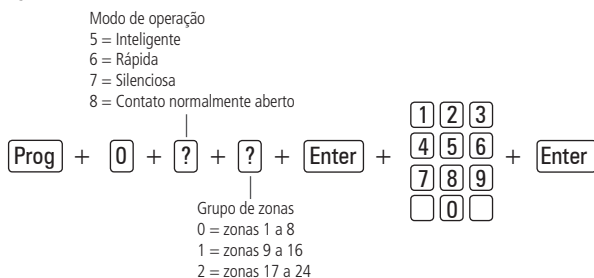 Modo de operação
5 = Inteligente
6 = Rápida
7 = Silenciosa
8 = Contato normalmente aberto
Prog + 0 + ? + ? + Enter + 1 2 3 4 5 6 7 8 9 0 + Enter
Grupo de zonas
0 = zonas 1 a 8
1 = zonas 9 a 16
2 = zonas 17 a 24